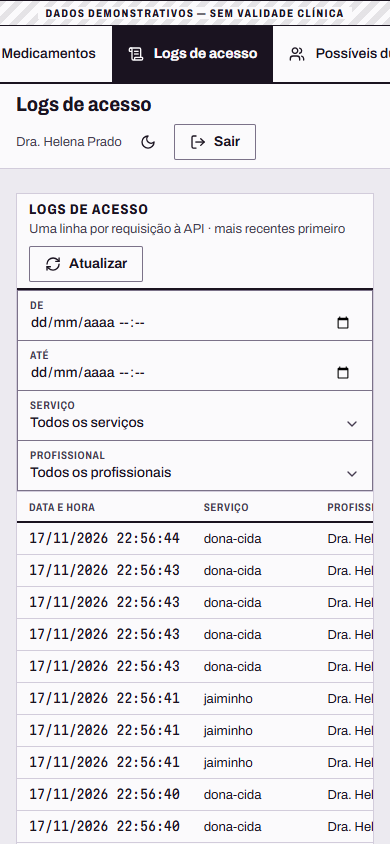 DADOS DEMONSTRATIVOS — SEM VALIDADE CLÍNICA
Medicamentos Logs de acesso Possíveis
Logs de acesso
Dra. Helena Prado Sair
LOGS DE ACESSO
Uma linha por requisição à API · mais recentes primeiro
Atualizar
DE
dd/mm/aaaa --:--
ATÉ
dd/mm/aaaa --:--
SERVIÇO
Todos os serviços
PROFISSIONAL
Todos os profissionais
DATA E HORA SERVIÇO PROFISSI
17/11/2026 22:56:44 dona-cida Dra. Hel
17/11/2026 22:56:43 dona-cida Dra. Hel
17/11/2026 22:56:43 dona-cida Dra. Hel
17/11/2026 22:56:43 dona-cida Dra. Hel
17/11/2026 22:56:43 dona-cida Dra. Hel
17/11/2026 22:56:41 jaiminho Dra. Hel
17/11/2026 22:56:41 jaiminho Dra. Hel
17/11/2026 22:56:41 jaiminho Dra. Hel
17/11/2026 22:56:40 dona-cida Dra. Hel
17/11/2026 22:56:40 dona-cida Dra. Hel